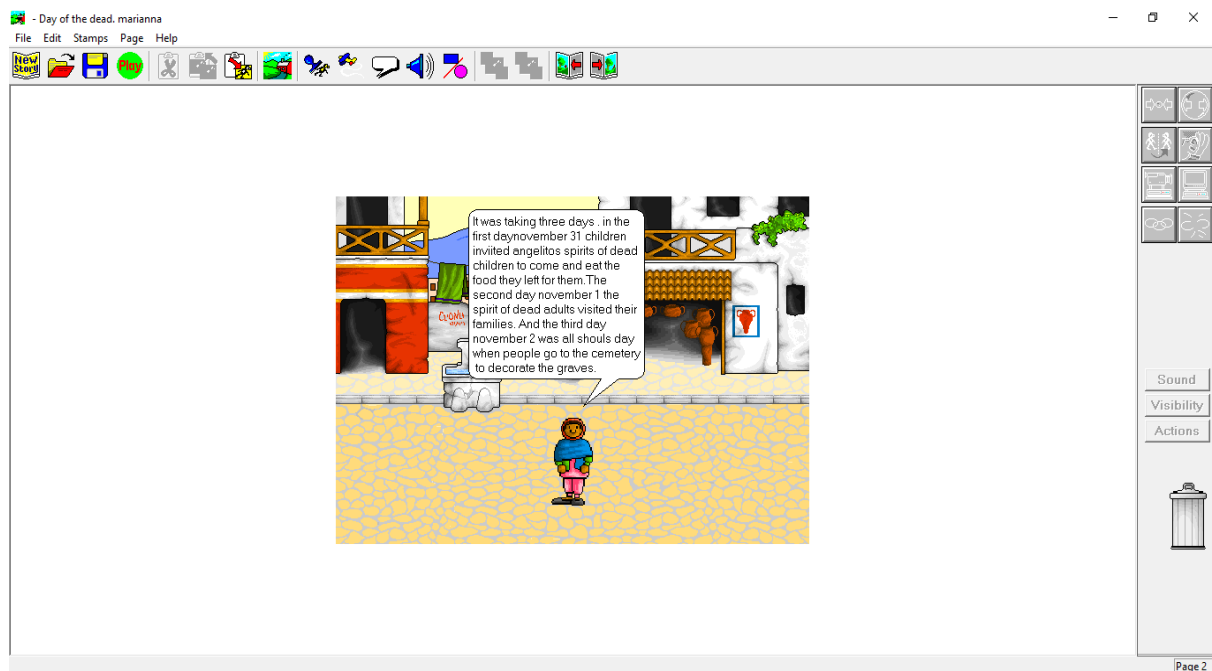 - Day of the dead. marianna
File Edit Stamps Page Help
New Story
Play
It was taking three days . in the
first daynovember 31 children
inviited angelitos spirits of dead
children to come and eat the
food they left for them.The
second day november 1 the
spirit of dead adults visited their
families. And the third day
november 2 was all shouls day
when people go to the cemetery
to decorate the graves.
Sound
Visibility
Actions
Page 2